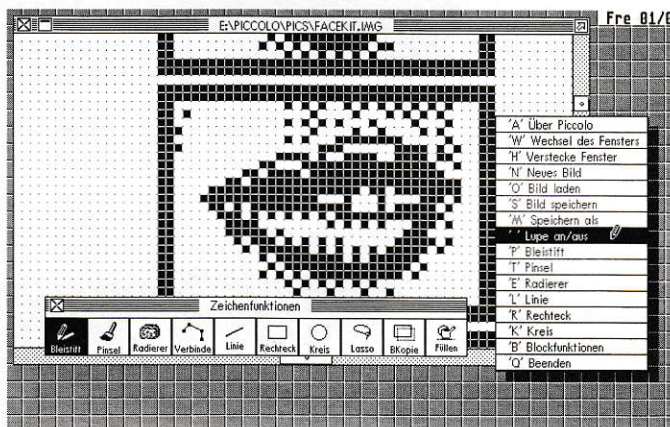 E:\PICCOLO\PICS\FACEKIT.IMG
Fre 01/0
'A' Über Piccolo
'W' Wechsel des Fensters
'H' Verstecke Fenster
'N' Neues Bild
'O' Bild laden
'S' Bild speichern
'M' Speichern als
' ' Lupe an/aus
'P' Bleistift
'T' Pinsel
'E' Radierer
'L' Linie
'R' Rechteck
'K' Kreis
'B' Blockfunktionen
'Q' Beenden
Zeichenfunktionen
Bleistift Pinsel Radierer Verbinde Linie Rechteck Kreis Lasso BKopie Füllen